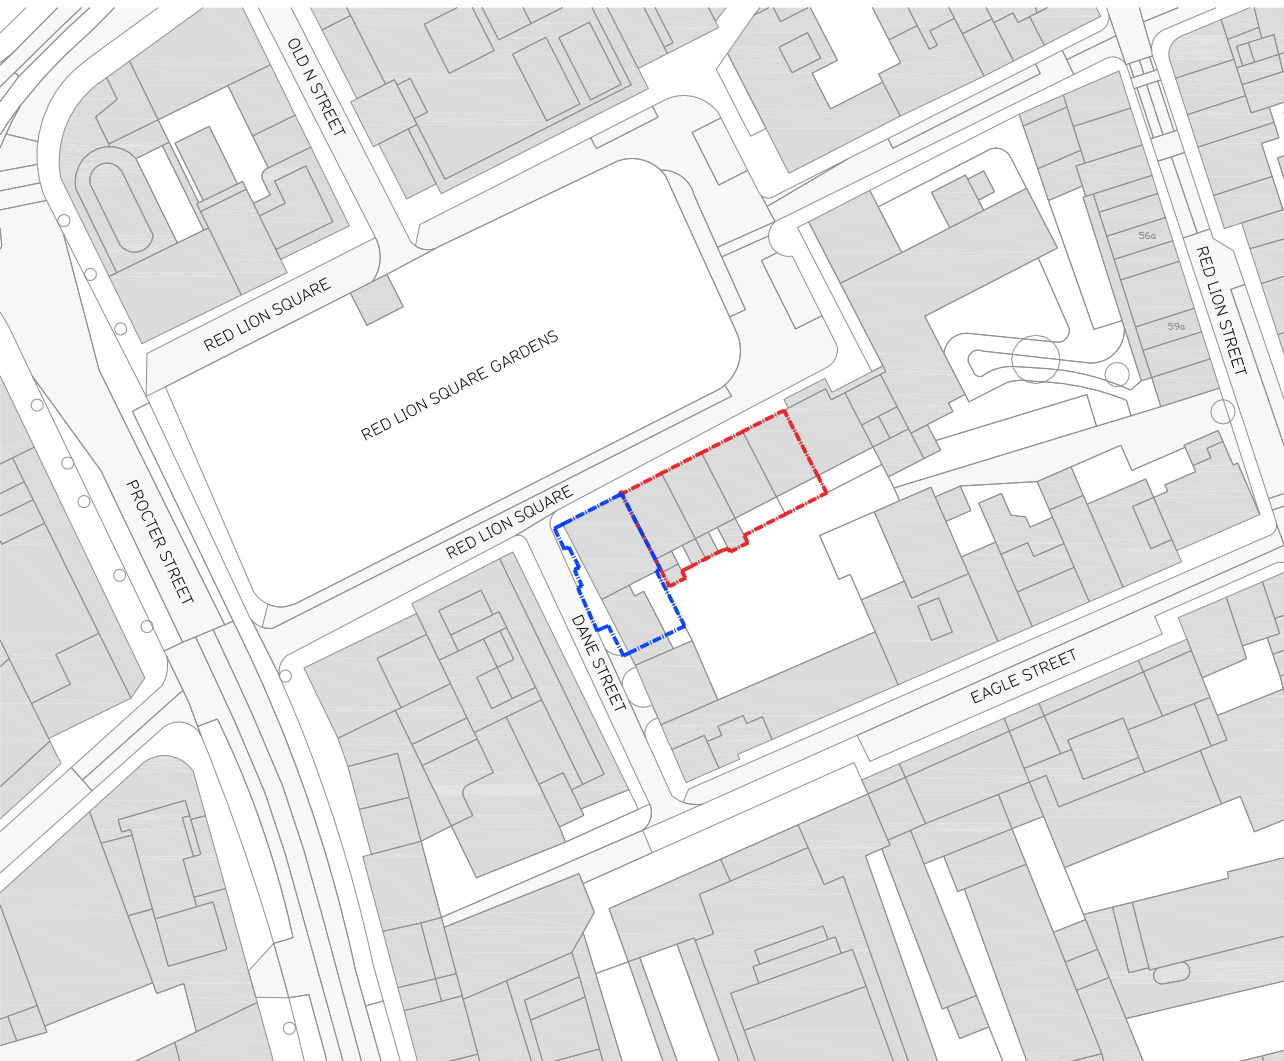 OLD N STREET
56a
RED LION SQUARE
RED LION STREET
59a
RED LION SQUARE GARDENS
PROCTER STREET
RED LION SQUARE
DANE STREET
EAGLE STREET